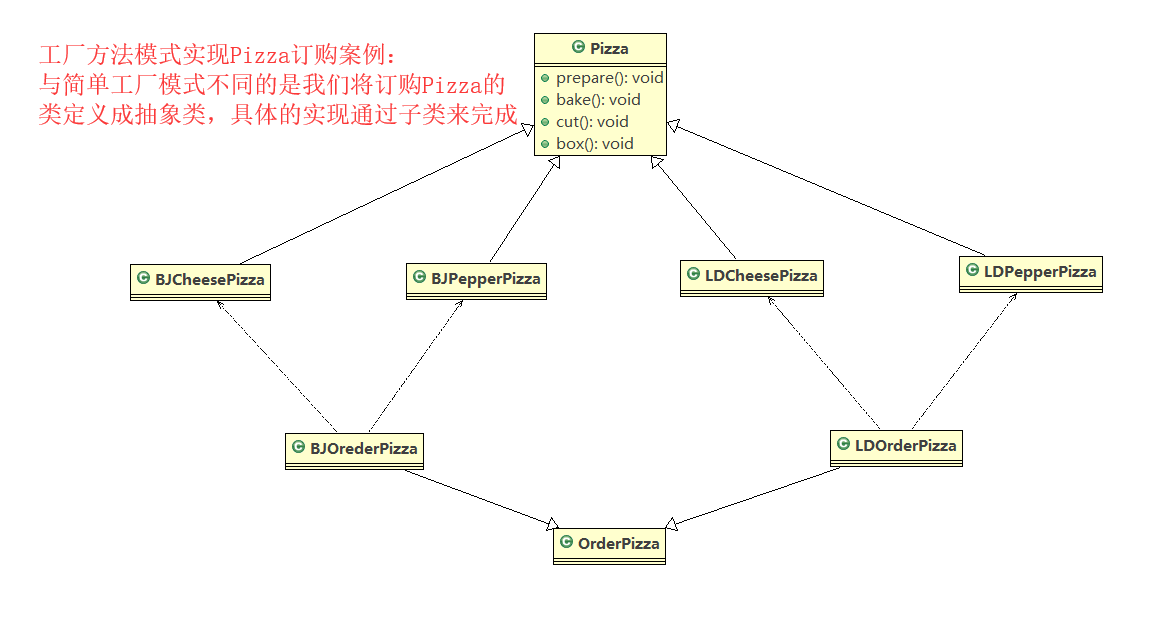 工厂方法模式实现Pizza订购案例:
与简单工厂模式不同的是我们将订购Pizza的
类定义成抽象类，具体的实现通过子类来完成
C Pizza
prepare(): void
bake(): void
cut(): void
box(): void
C BJCheesePizza
C BJPepperPizza
C LDCheesePizza
C LDPepperPizza
C BJOrederPizza
C LDOrderPizza
C OrderPizza